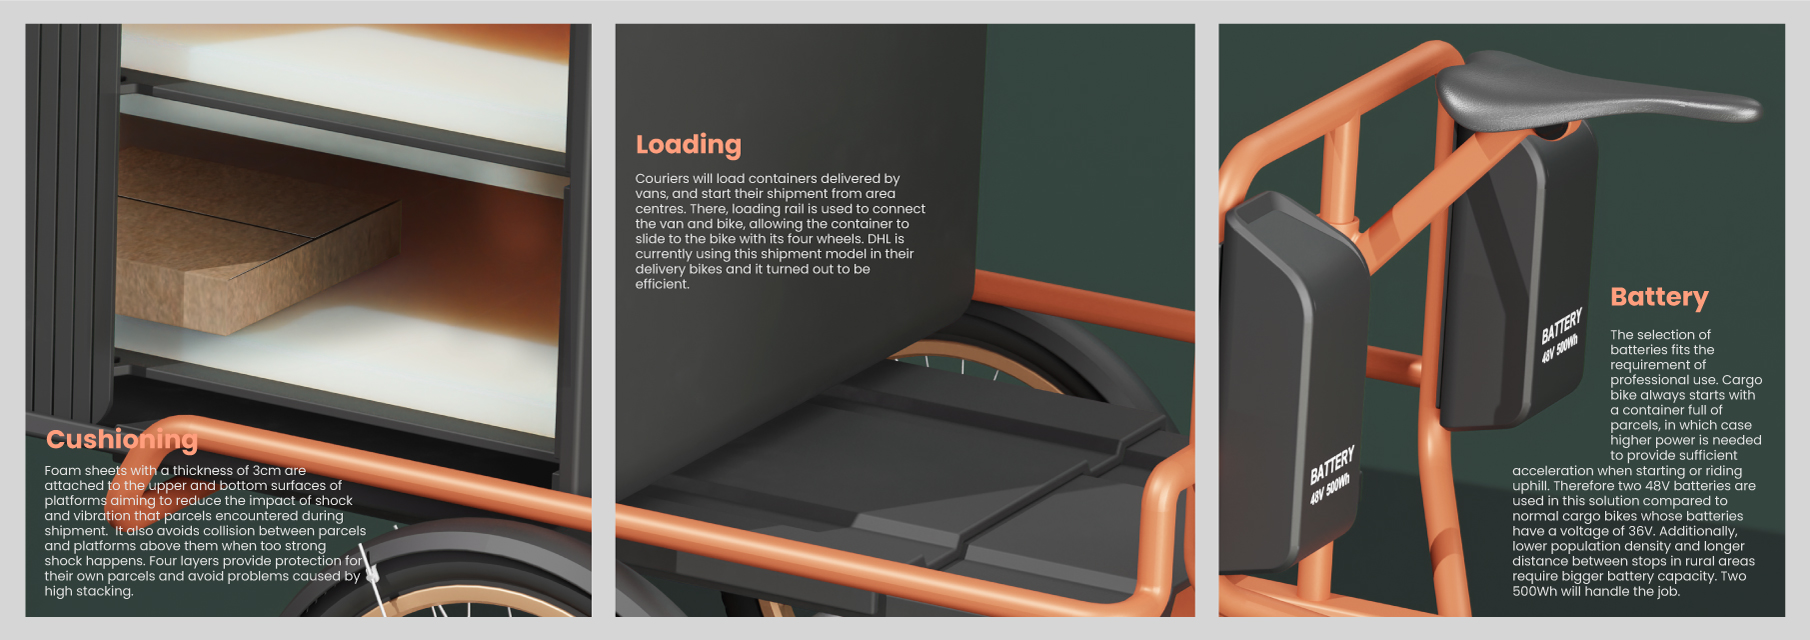 Cushioning
Foam sheets with a thickness of 3cm are
attached to the upper and bottom surfaces of
platforms aiming to reduce the impact of shock
and vibration that parcels encountered during
shipment.  It also avoids collision between parcels
and platforms above them when too strong
shock happens. Four layers provide protection for
their own parcels and avoid problems caused by
high stacking.
Loading
Couriers will load containers delivered by
vans, and start their shipment from area
centres. There, loading rail is used to connect
the van and bike, allowing the container to
slide to the bike with its four wheels. DHL is
currently using this shipment model in their
delivery bikes and it turned out to be
efficient.
BATTERY
48V 500Wh
BATTERY
48V 500Wh
Battery
The selection of
batteries fits the
requirement of
professional use. Cargo
bike always starts with
a container full of
parcels, in which case
higher power is needed
to provide sufficient
acceleration when starting or riding
uphill. Therefore two 48V batteries are
used in this solution compared to
normal cargo bikes whose batteries
have a voltage of 36V. Additionally,
lower population density and longer
distance between stops in rural areas
require bigger battery capacity. Two
500Wh will handle the job.